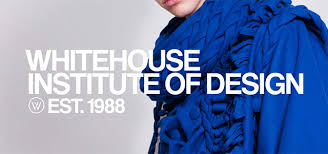 WHITEHOUSE
INSTITUTE OF DESIGN
W EST. 1988